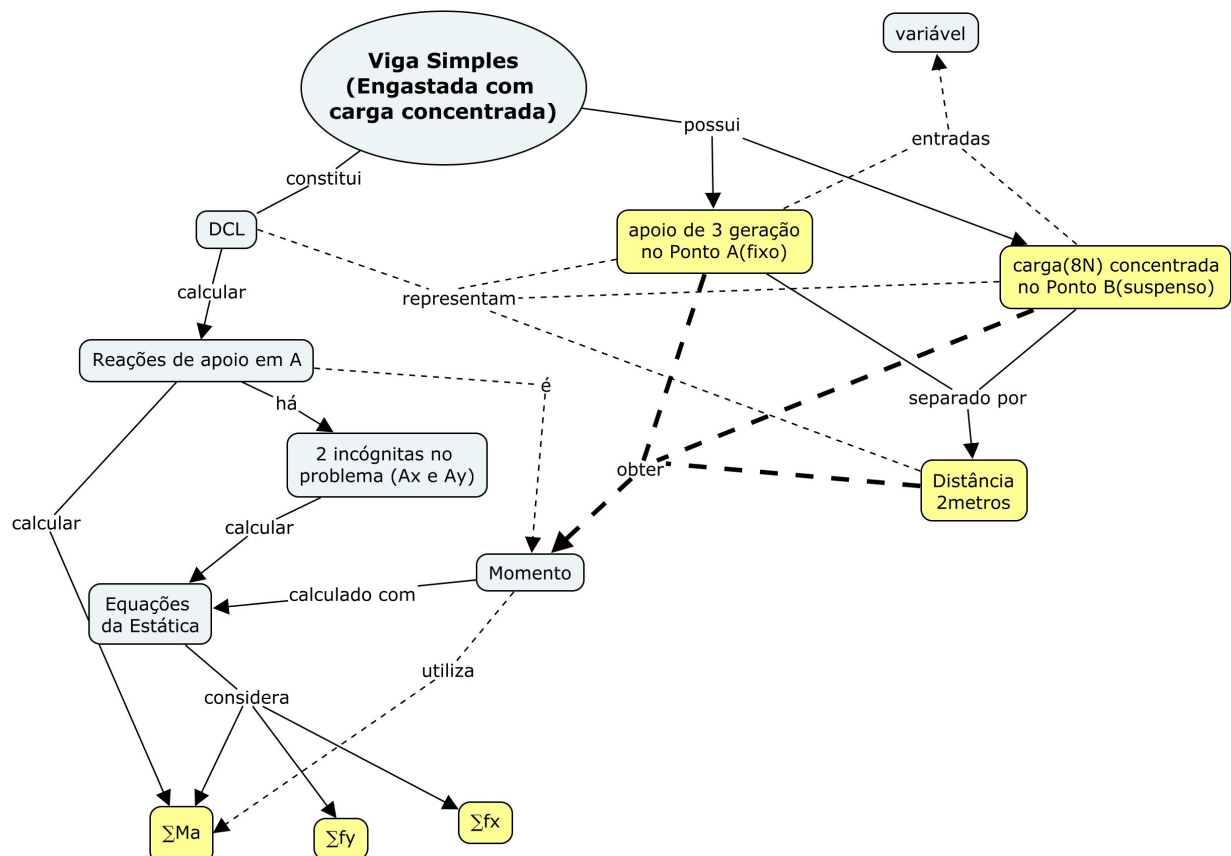 variável
Viga Simples
(Engastada com
carga concentrada)
possui
entradas
constitui
DCL
apoio de 3 geração
no Ponto A(fixo)
carga(8N) concentrada
no Ponto B(suspenso)
calcular
representam
Reações de apoio em A
é
há
separado por
2 incógnitas no
problema (Ax e Ay)
obter
Distância
2metros
calcular
calcular
Momento
Equações
da Estática
calculado com
utiliza
considera
∑Ma
∑fy
∑fx